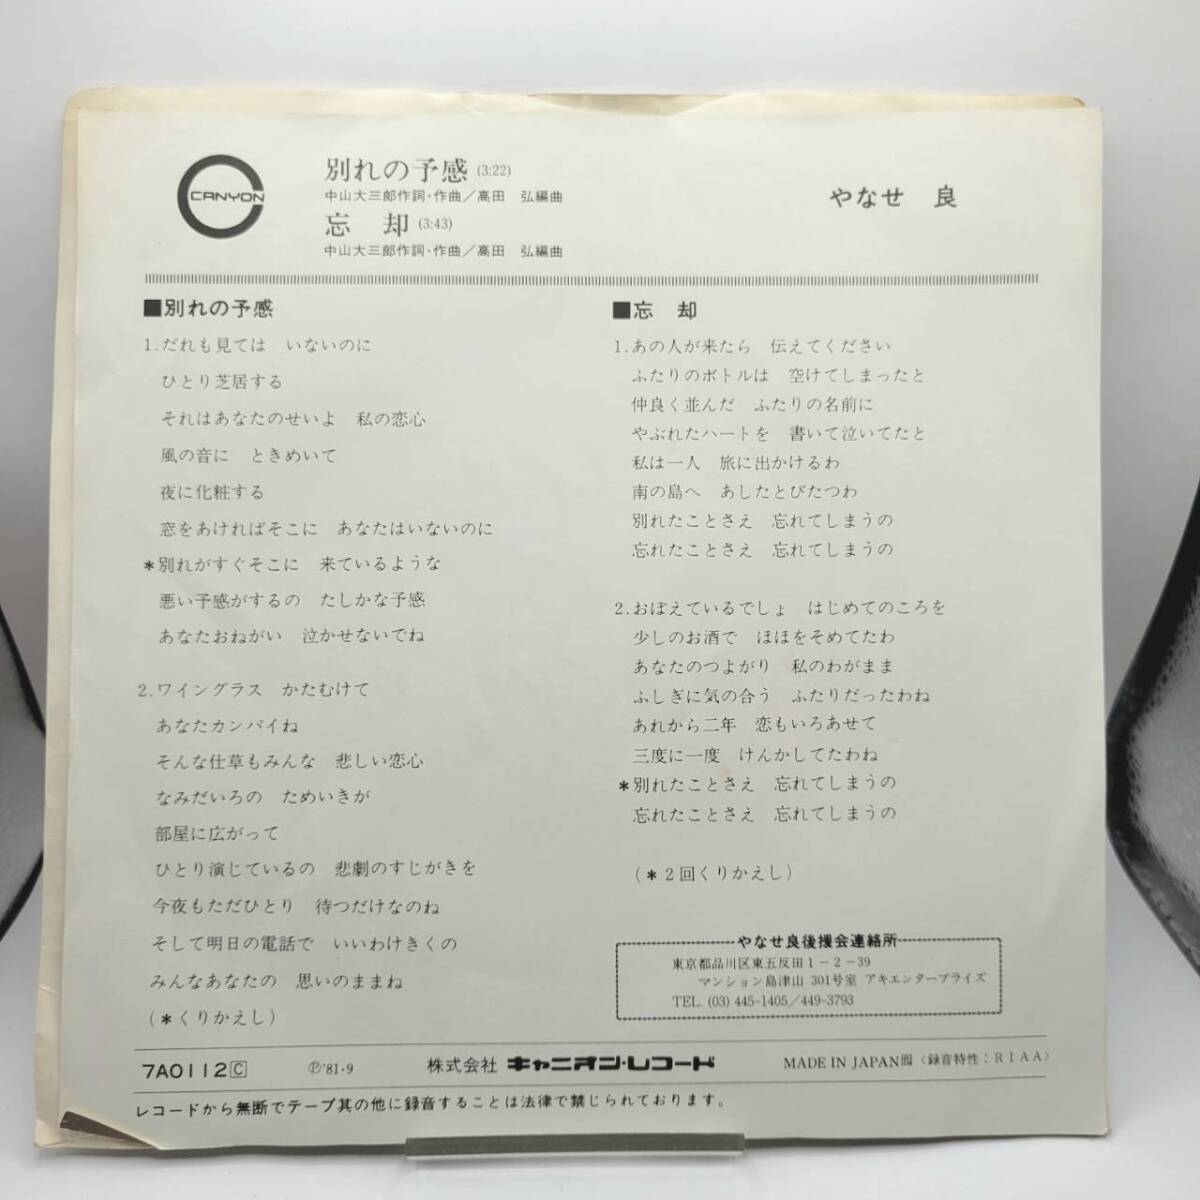 CANYON
別れの予感 (3:22)
中山大三郎作詞・作曲／高田 弘編曲
忘 却 (3:43)
中山大三郎作詞・作曲／高田 弘編曲
やなせ 良
■別れの予感
1.だれも見ては いないのに
ひとり芝居する
それはあなたのせいよ 私の恋心
風の音に ときめいて
夜に化粧する
窓をあければそこに あなたはいないのに
＊別れがすぐそこに 来ているような
悪い予感がするの たしかな予感
あなたおねがい 泣かせないでね
2.ワイングラス かたむけて
あなたカンパイね
そんな仕草もみんな 悲しい恋心
なみだいろの ためいきが
部屋に広がって
ひとり演じているの 悲劇のすじがきを
今夜もただひとり 待つだけなのね
そして明日の電話で いいわけきくの
みんなあなたの 思いのままね
(＊くりかえし)
■忘 却
1.あの人が来たら 伝えてください
ふたりのボトルは 空けてしまったと
仲良く並んだ ふたりの名前に
やぶれたハートを 書いて泣いてたと
私は一人 旅に出かけるわ
南の島へ あしたとびたつわ
別れたことさえ 忘れてしまうの
忘れたことさえ 忘れてしまうの
2.おぼえているでしょ はじめてのころを
少しのお酒で ほほをそめてたわ
あなたのつよがり 私のわがまま
ふしぎに気の合う ふたりだったわね
あれから二年 恋もいろあせて
三度に一度 けんかしてたわね
＊別れたことさえ 忘れてしまうの
忘れたことさえ 忘れてしまうの
(＊2回くりかえし)
やなせ良後援会連絡所
東京都品川区東五反田1－2－39
マンション島津山 301号室 アキエンタープライズ
TEL. (03) 445-1405／449-3793
7A0112 C ℗'81・9 株式会社 キャニオン・レコード MADE IN JAPAN 〈録音特性：RIAA〉
レコードから無断でテープ其の他に録音することは法律で禁じられております。